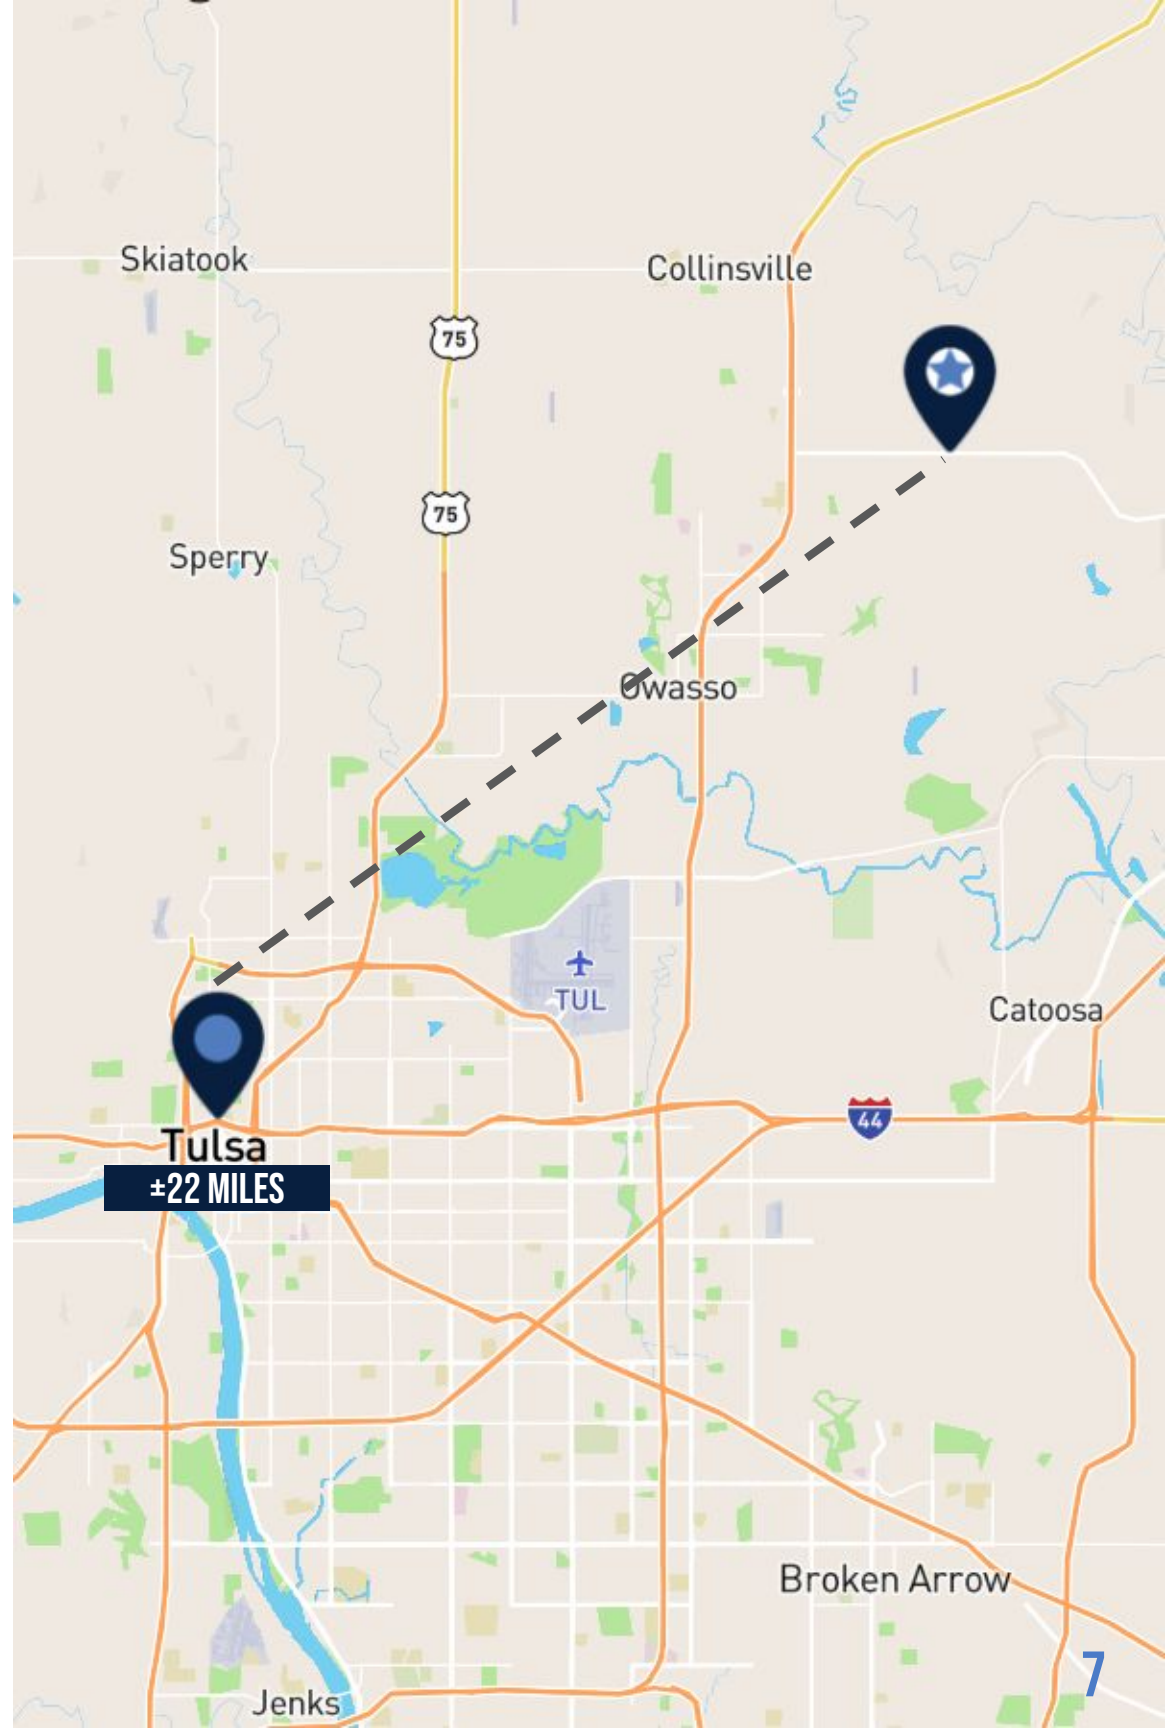 Skiatook
Collinsville
75
75
Sperry
Owasso
TUL
Catoosa
44
Tulsa
±22 MILES
Broken Arrow
7
Jenks